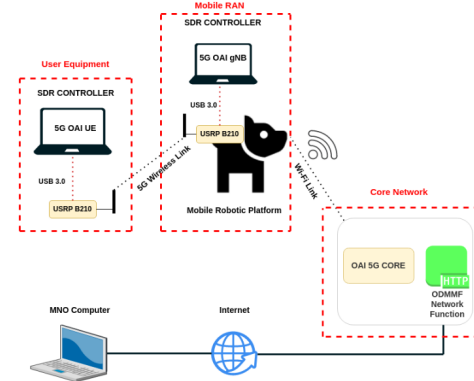 Mobile RAN
SDR CONTROLLER
5G OAI gNB
USB 3.0
USRP B210
Mobile Robotic Platform
User Equipment
SDR CONTROLLER
5G OAI UE
USB 3.0
USRP B210
5G Wireless Link
Wi-Fi Link
Core Network
OAI 5G CORE
HTTP
ODMMF
Network
Function
MNO Computer
Internet